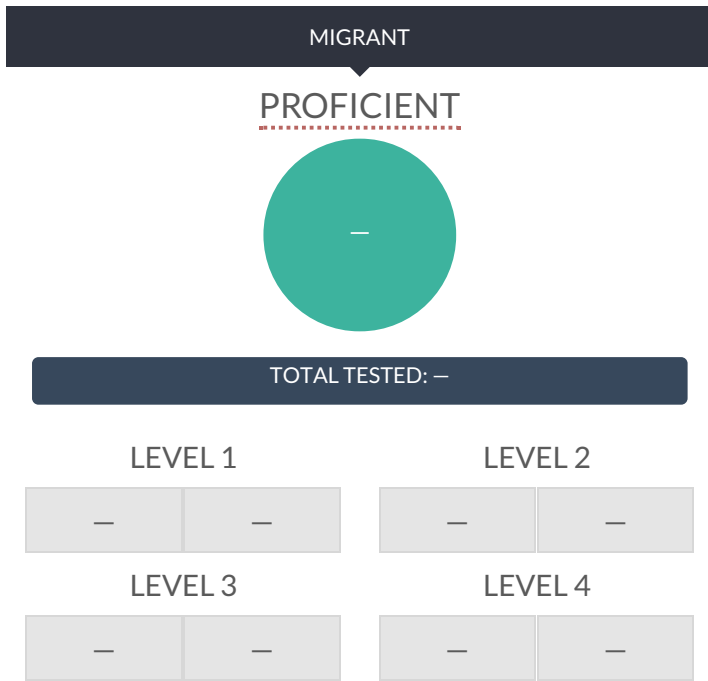 MIGRANT
PROFICIENT
—
TOTAL TESTED: —
LEVEL 1 LEVEL 2
— — — —
LEVEL 3 LEVEL 4
— — — —